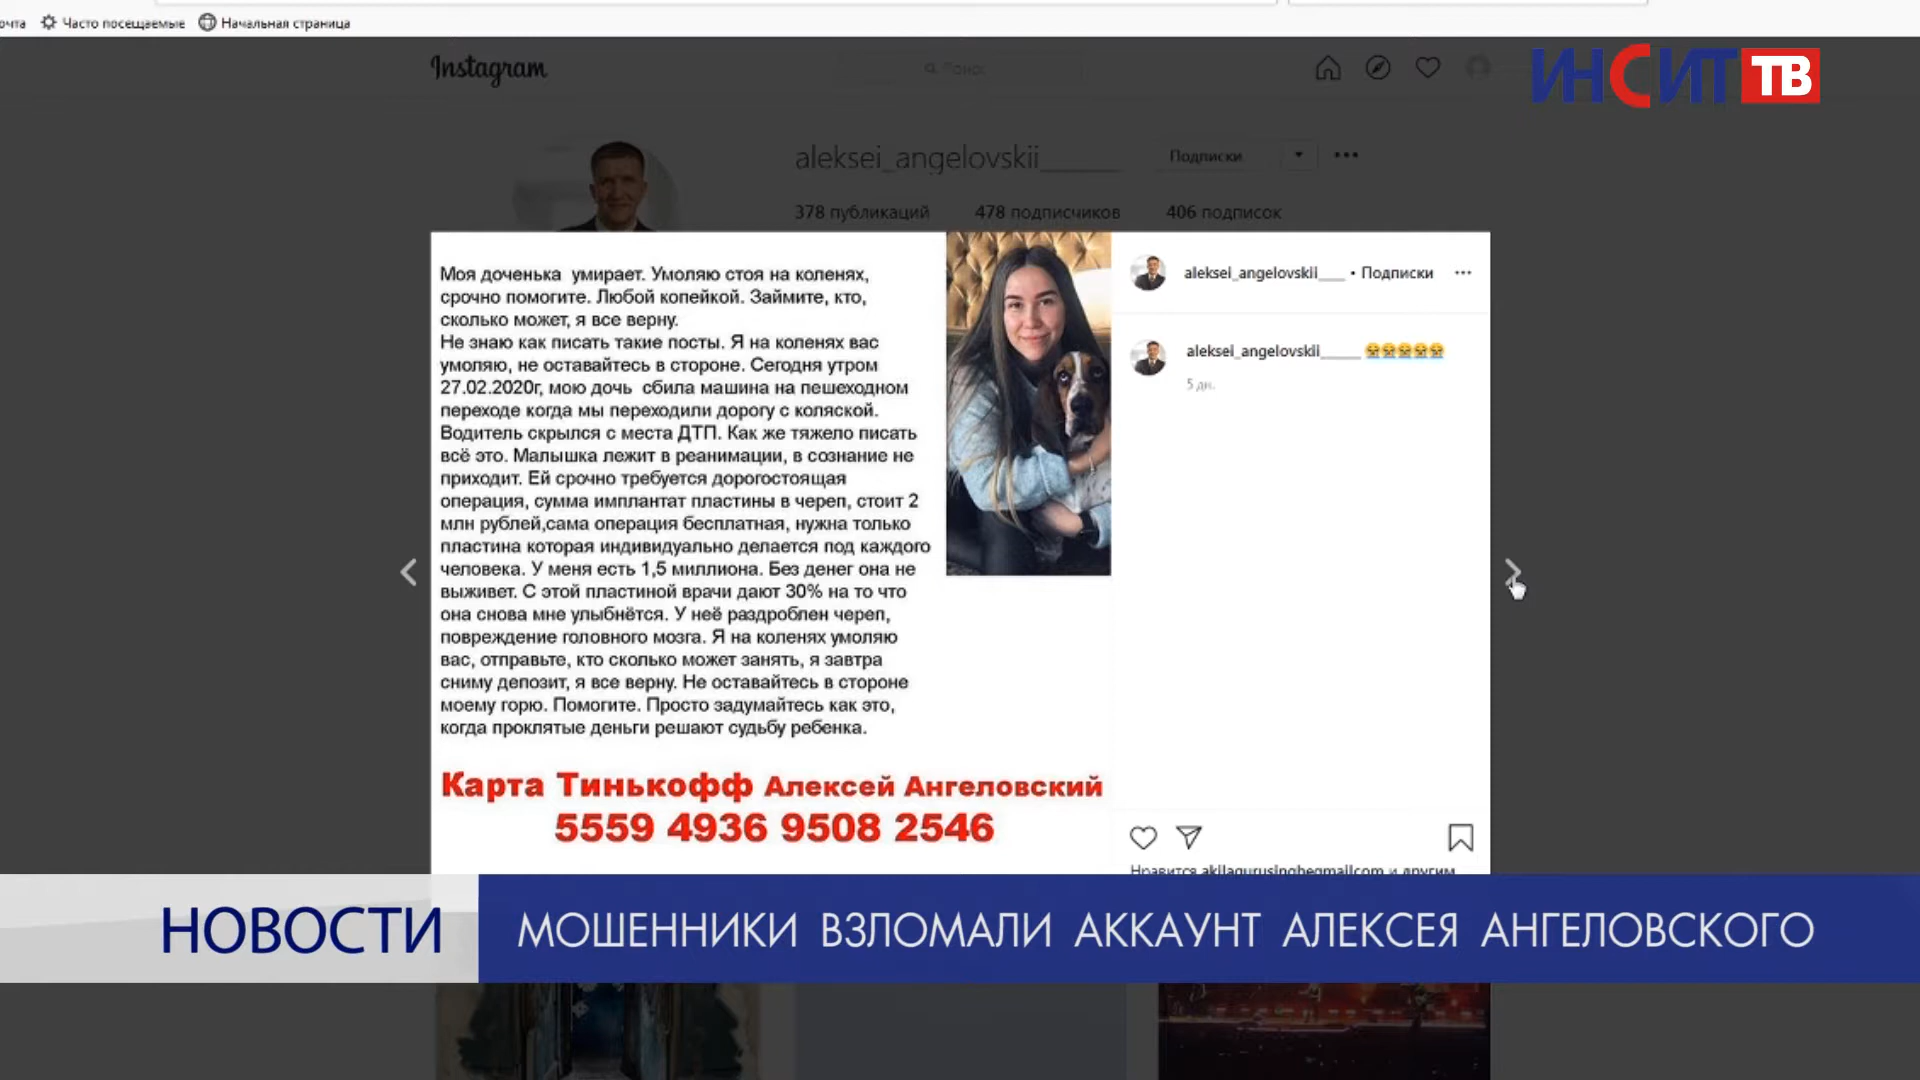 очта Часто посещаемые Начальная страница
Instagram
Поиск
ИНСИТ ТВ
aleksei_angelovskii______ Подписки
378 публикаций 478 подписчиков 406 подписок
Моя доченька умирает. Умоляю стоя на коленях,
срочно помогите. Любой копейкой. Займите, кто,
сколько может, я все верну.
Не знаю как писать такие посты. Я на коленях вас
умоляю, не оставайтесь в стороне. Сегодня утром
27.02.2020г, мою дочь сбила машина на пешеходном
переходе когда мы переходили дорогу с коляской.
Водитель скрылся с места ДТП. Как же тяжело писать
всё это. Малышка лежит в реанимации, в сознание не
приходит. Ей срочно требуется дорогостоящая
операция, сумма имплантат пластины в череп, стоит 2
млн рублей,сама операция бесплатная, нужна только
пластина которая индивидуально делается под каждого
человека. У меня есть 1,5 миллиона. Без денег она не
выживет. С этой пластиной врачи дают 30% на то что
она снова мне улыбнётся. У неё раздроблен череп,
повреждение головного мозга. Я на коленях умоляю
вас, отправьте, кто сколько может занять, я завтра
сниму депозит, я все верну. Не оставайтесь в стороне
моему горю. Помогите. Просто задумайтесь как это,
когда проклятые деньги решают судьбу ребенка.
Карта Тинькофф Алексей Ангеловский
5559 4936 9508 2546
aleksei_angelovskii____ • Подписки
aleksei_angelovskii______ 😭😭😭😭😭
5 дн.
Нравится akilagurusinghegmailcom и другим
НОВОСТИ
МОШЕННИКИ ВЗЛОМАЛИ АККАУНТ АЛЕКСЕЯ АНГЕЛОВСКОГО